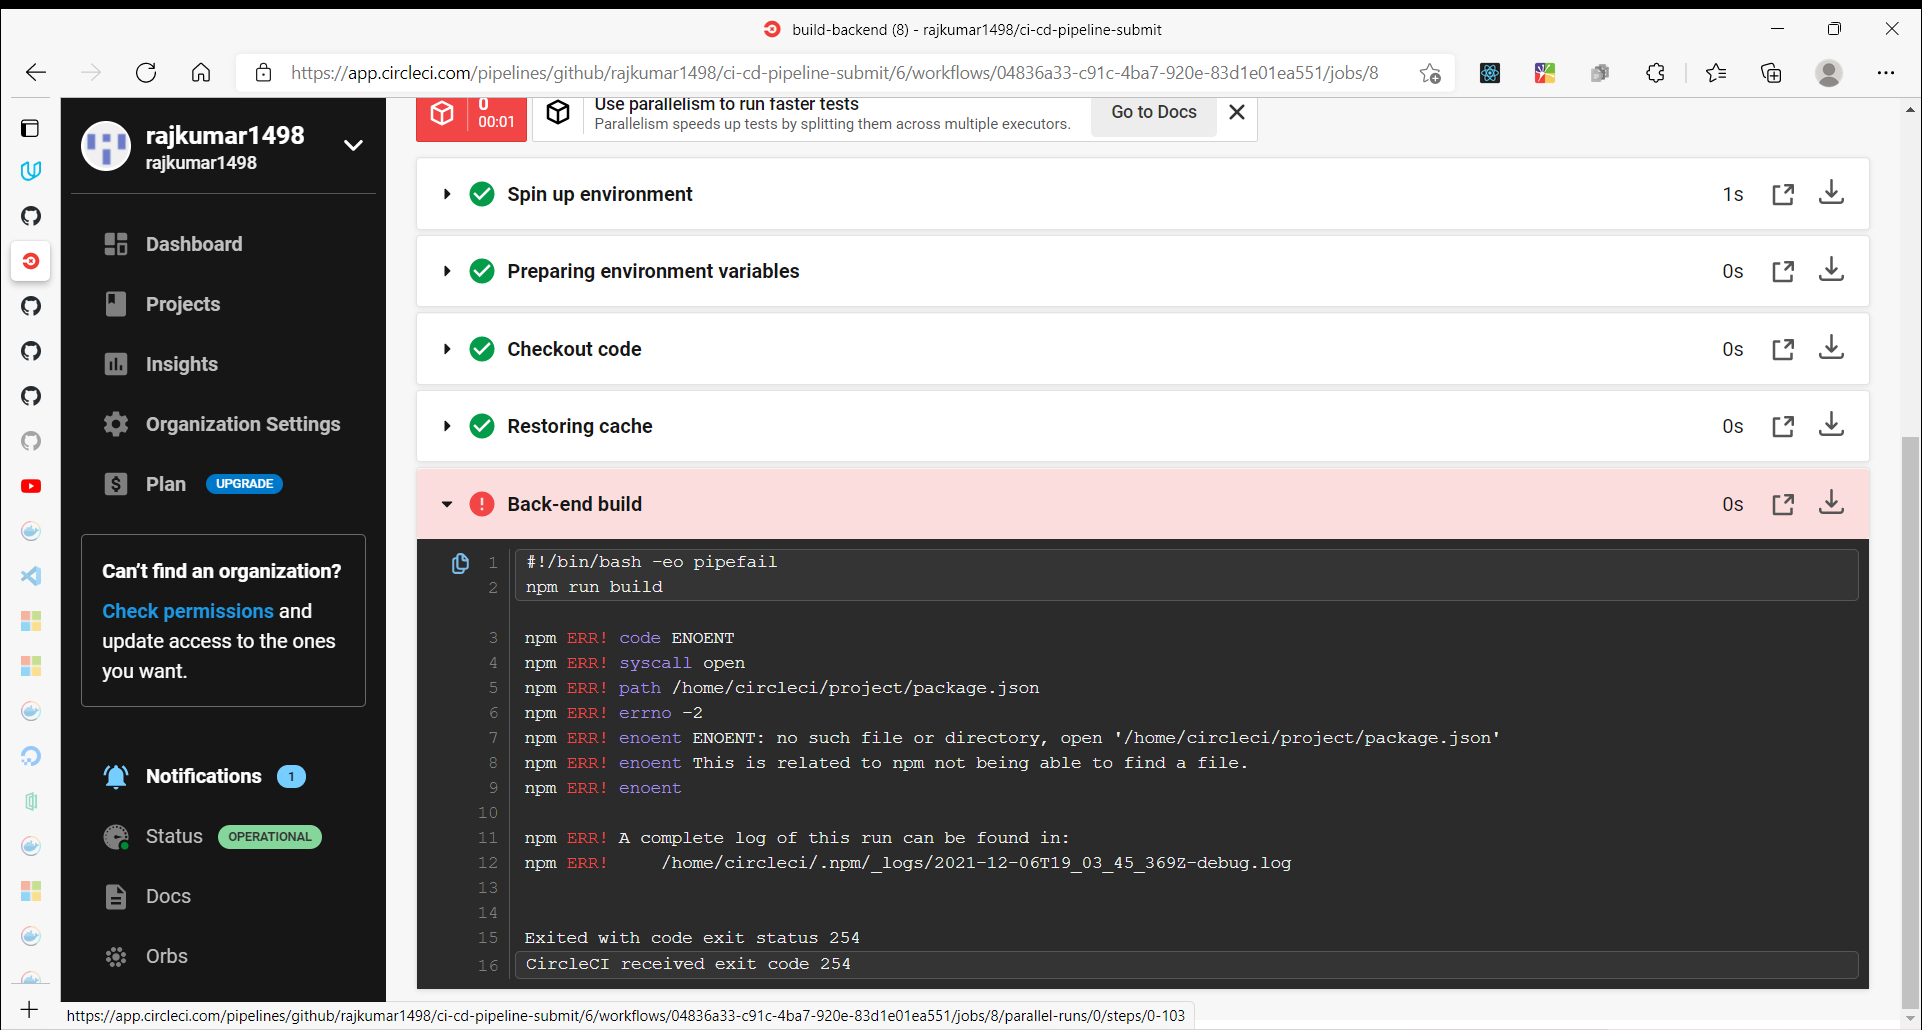 build-backend (8) - rajkumar1498/ci-cd-pipeline-submit
https://app.circleci.com/pipelines/github/rajkumar1498/ci-cd-pipeline-submit/6/workflows/04836a33-c91c-4ba7-920e-83d1e01ea551/jobs/8
rajkumar1498
rajkumar1498
Dashboard
Projects
Insights
Organization Settings
Plan UPGRADE
Can't find an organization?
Check permissions and
update access to the ones
you want.
Notifications 1
Status OPERATIONAL
Docs
Orbs
0
00:01
Use parallelism to run faster tests
Parallelism speeds up tests by splitting them across multiple executors.
Go to Docs
Spin up environment 1s
Preparing environment variables 0s
Checkout code 0s
Restoring cache 0s
Back-end build 0s
1 #!/bin/bash -eo pipefail
2 npm run build
3 npm ERR! code ENOENT
4 npm ERR! syscall open
5 npm ERR! path /home/circleci/project/package.json
6 npm ERR! errno -2
7 npm ERR! enoent ENOENT: no such file or directory, open '/home/circleci/project/package.json'
8 npm ERR! enoent This is related to npm not being able to find a file.
9 npm ERR! enoent
10
11 npm ERR! A complete log of this run can be found in:
12 npm ERR!     /home/circleci/.npm/_logs/2021-12-06T19_03_45_369Z-debug.log
13
14
15 Exited with code exit status 254
16 CircleCI received exit code 254
https://app.circleci.com/pipelines/github/rajkumar1498/ci-cd-pipeline-submit/6/workflows/04836a33-c91c-4ba7-920e-83d1e01ea551/jobs/8/parallel-runs/0/steps/0-103